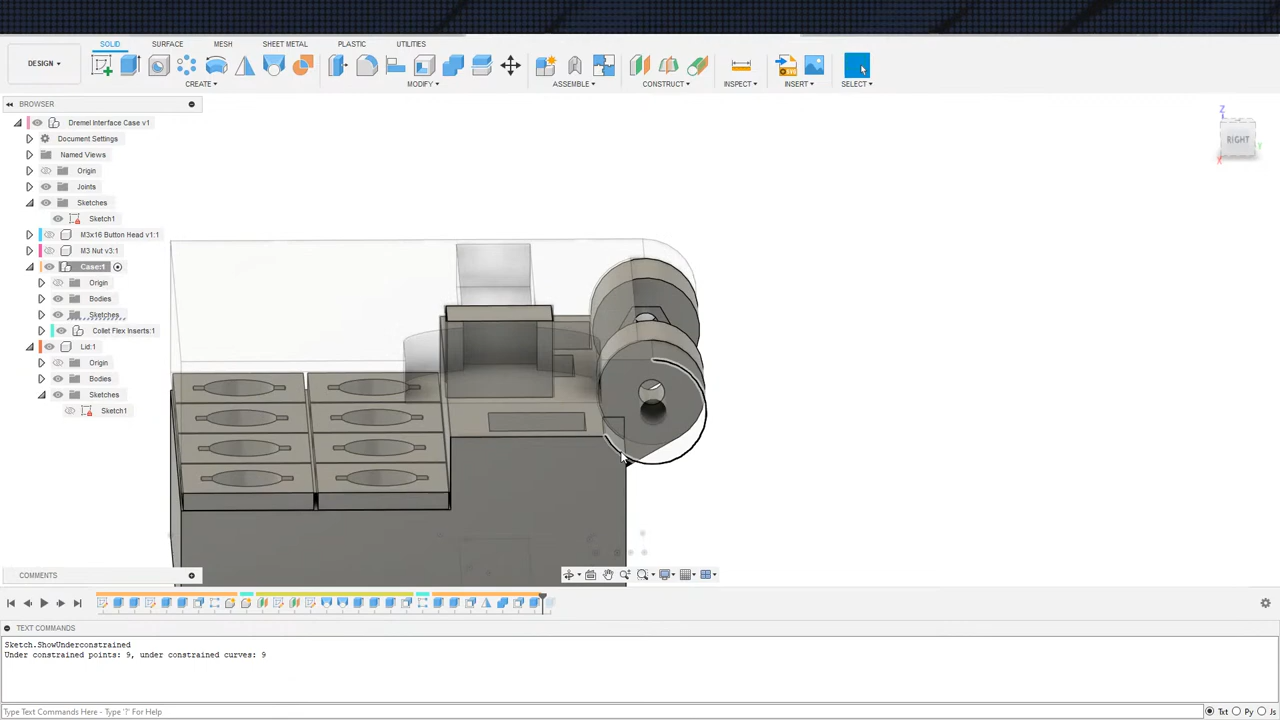 SOLID
SURFACE
MESH
SHEET METAL
PLASTIC
UTILITIES
DESIGN
CREATE
MODIFY
ASSEMBLE
CONSTRUCT
INSPECT
INSERT
SELECT
BROWSER
Dremel Interface Case v1
Document Settings
Named Views
Origin
Joints
Sketches
Sketch1
M3x16 Button Head v1:1
M3 Nut v3:1
Case:1
Origin
Bodies
Sketches
Collet Flex Inserts:1
Lid:1
Origin
Bodies
Sketches
Sketch1
Z
RIGHT
Y
X
COMMENTS
TEXT COMMANDS
Sketch.ShowUnderconstrained
Under constrained points: 9, under constrained curves: 9
Type Text Commands Here - Type '?' For Help
Txt Py Js